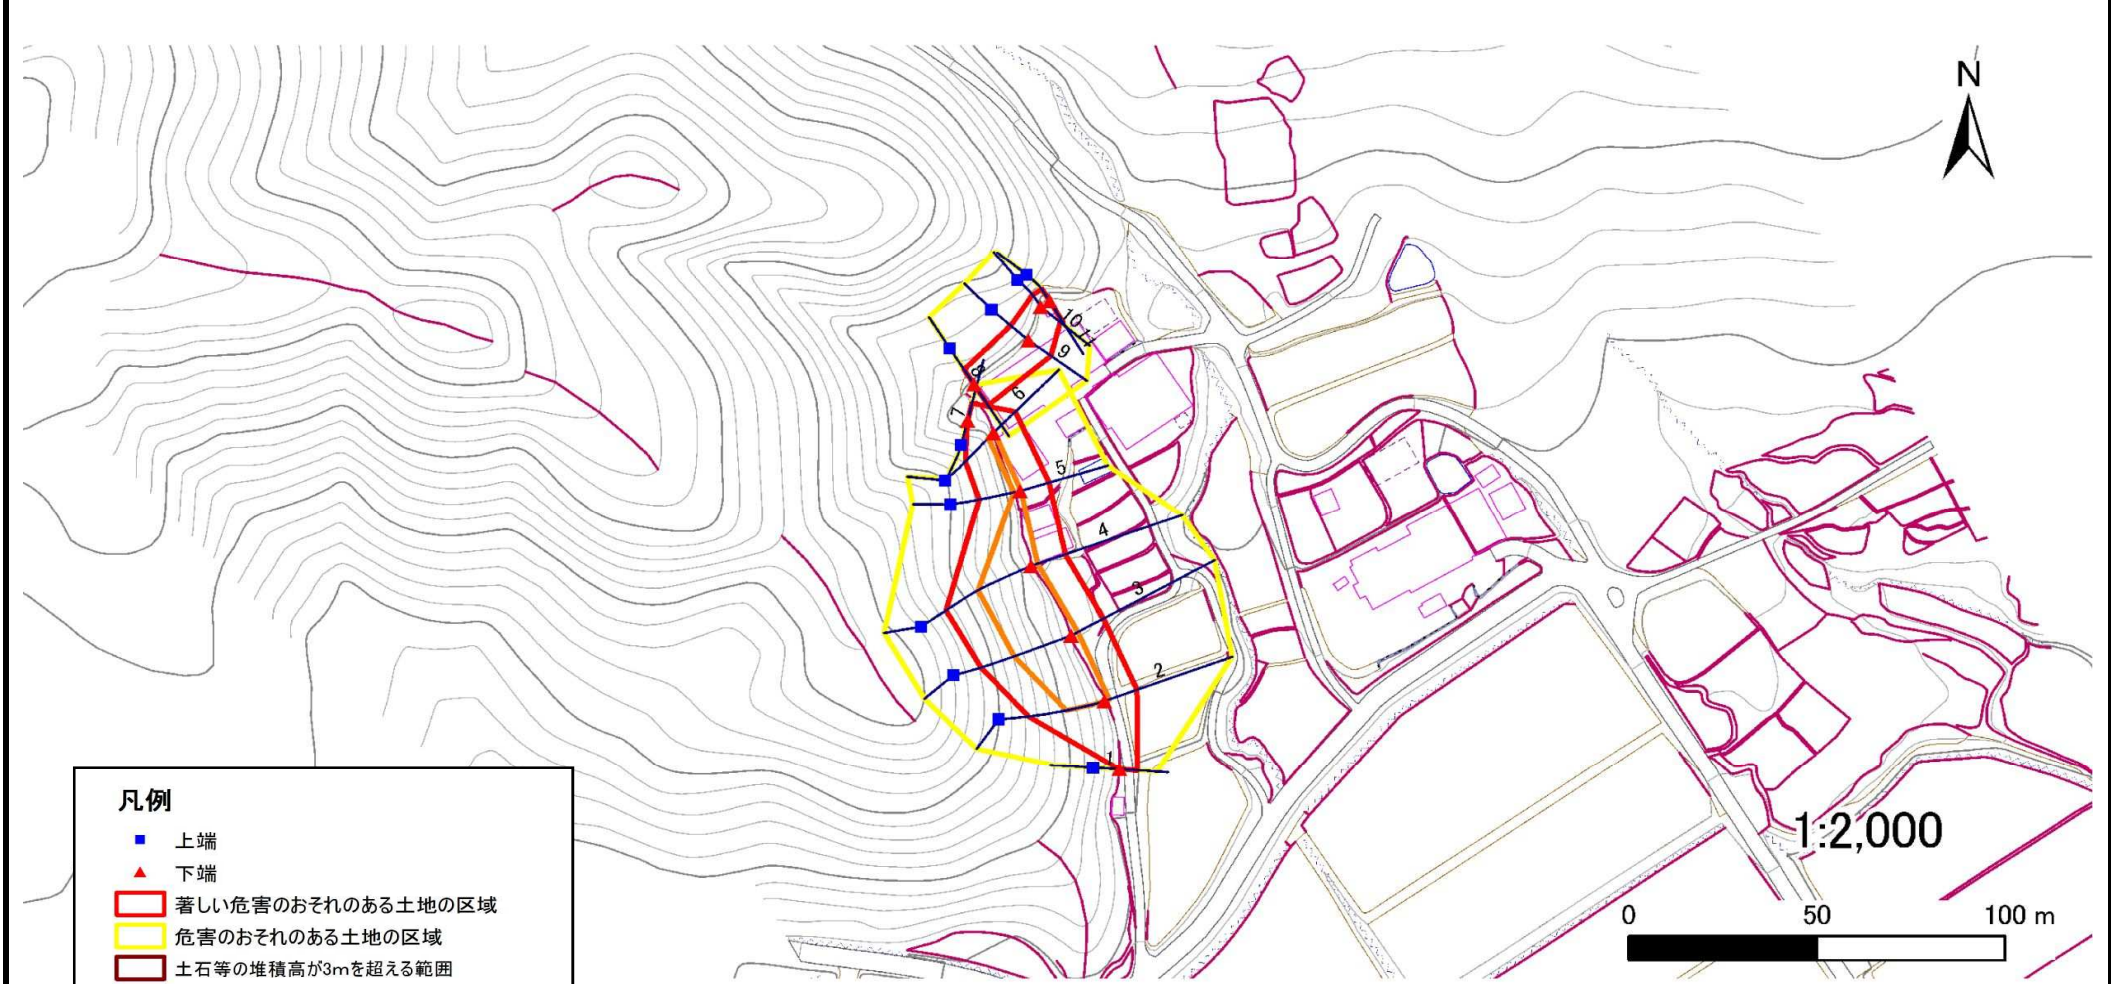 N
10
11
9
8
6
7
5
4
3
2
1
凡例
上端
下端
著しい危害のおそれのある土地の区域
危害のおそれのある土地の区域
土石等の堆積高が3mを超える範囲
1:2,000
0 50 100 m